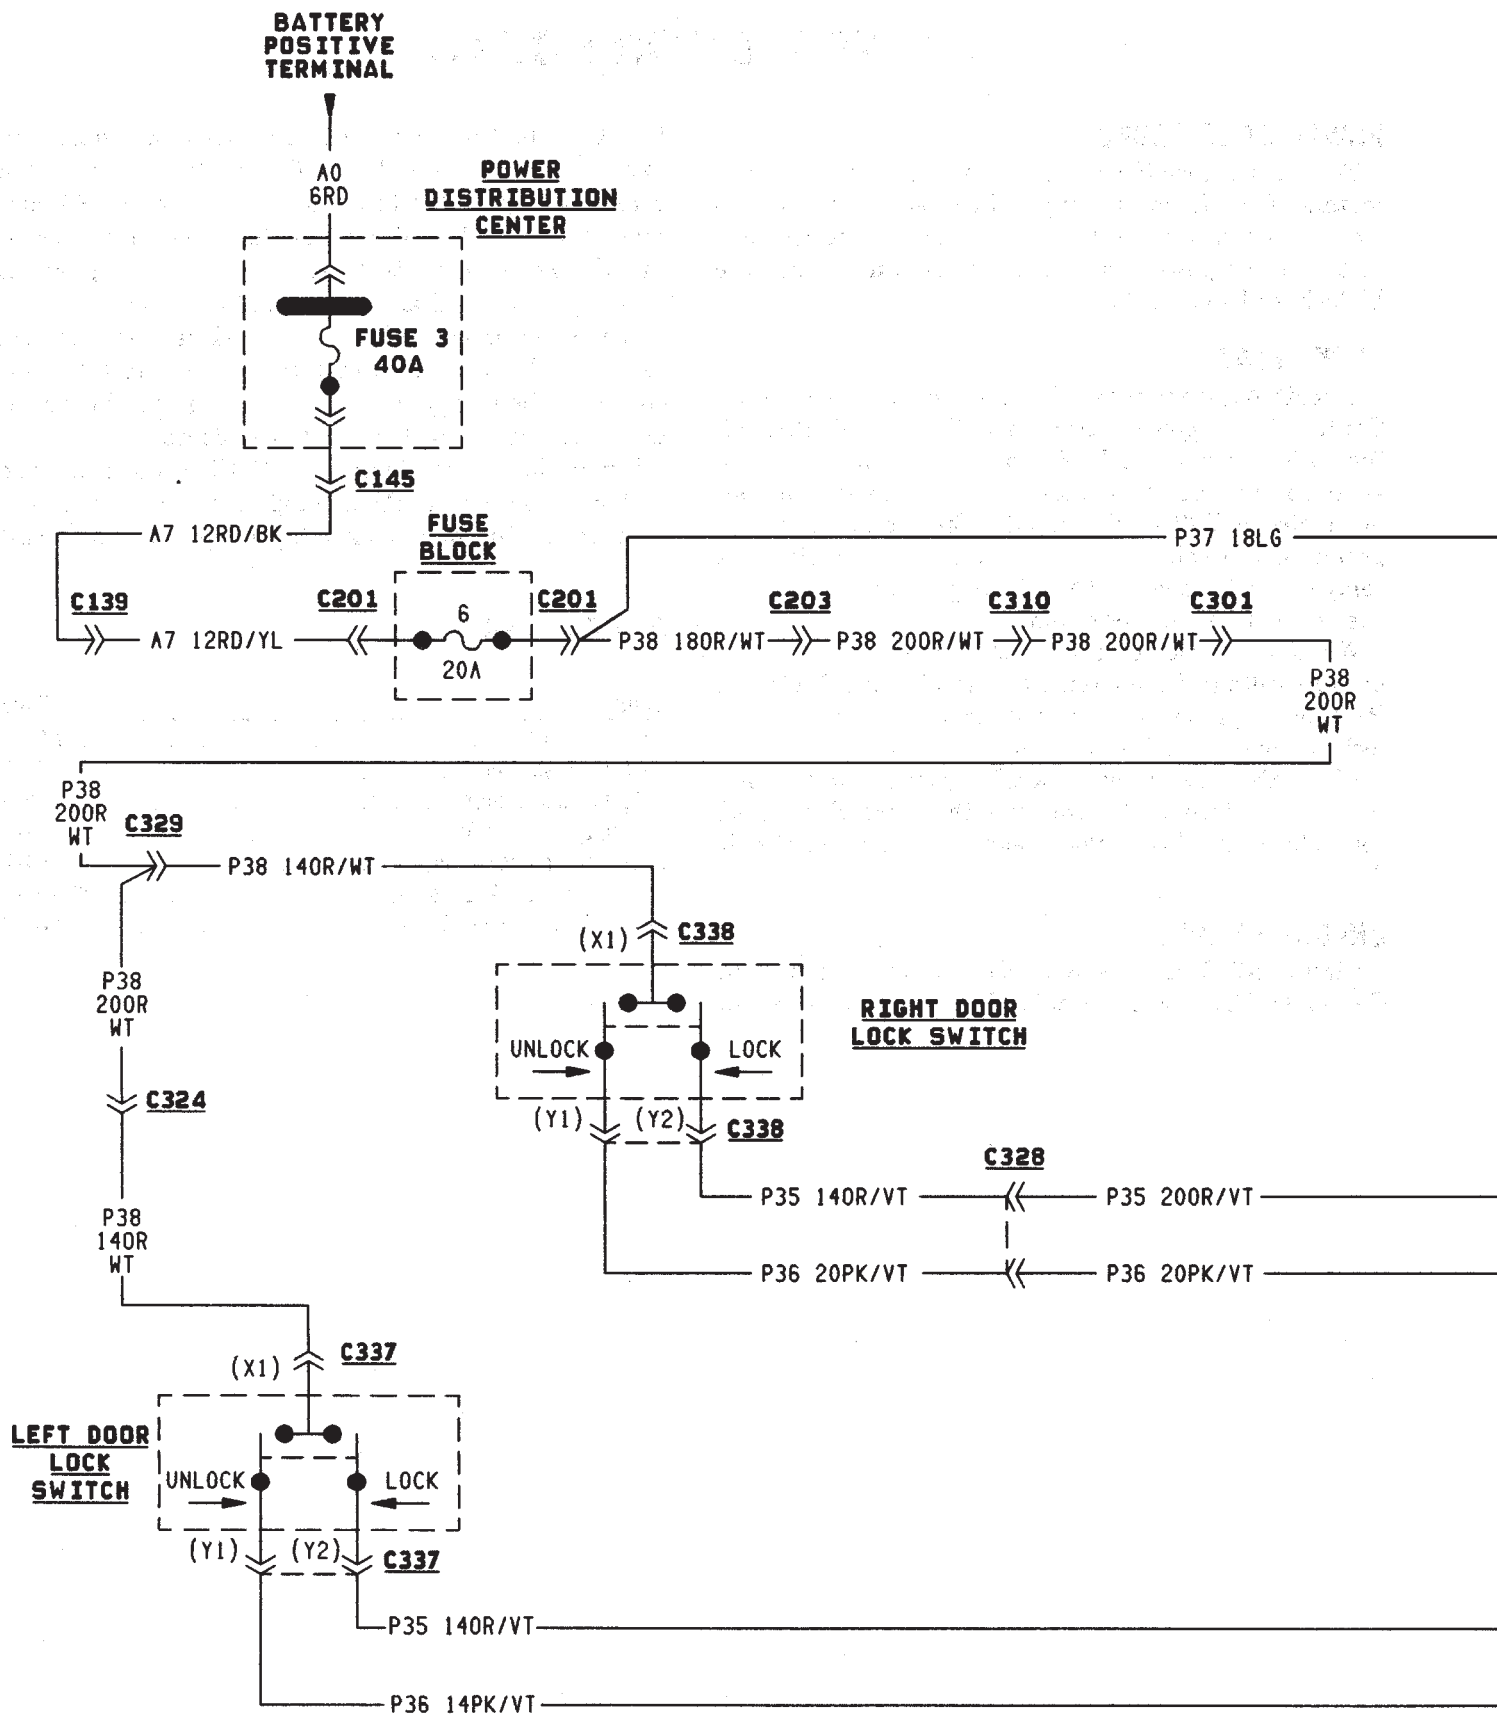 BATTERY
POSITIVE
TERMINAL
A0
6RD
POWER
DISTRIBUTION
CENTER
FUSE 3
40A
C145
A7 12RD/BK
FUSE
BLOCK
P37 18LG
C139
C201
6
C201
C203
C310
C301
A7 12RD/YL
20A
P38 18OR/WT
P38 20OR/WT
P38 20OR/WT
P38
20OR
WT
P38
20OR
WT
C329
P38 14OR/WT
(X1)
C338
P38
20OR
WT
RIGHT DOOR
LOCK SWITCH
UNLOCK
LOCK
C324
(Y1)
(Y2)
C338
C328
P35 14OR/VT
P35 20OR/VT
P38
14OR
WT
P36 20PK/VT
P36 20PK/VT
(X1)
C337
LEFT DOOR
LOCK
SWITCH
UNLOCK
LOCK
(Y1)
(Y2)
C337
P35 14OR/VT
P36 14PK/VT